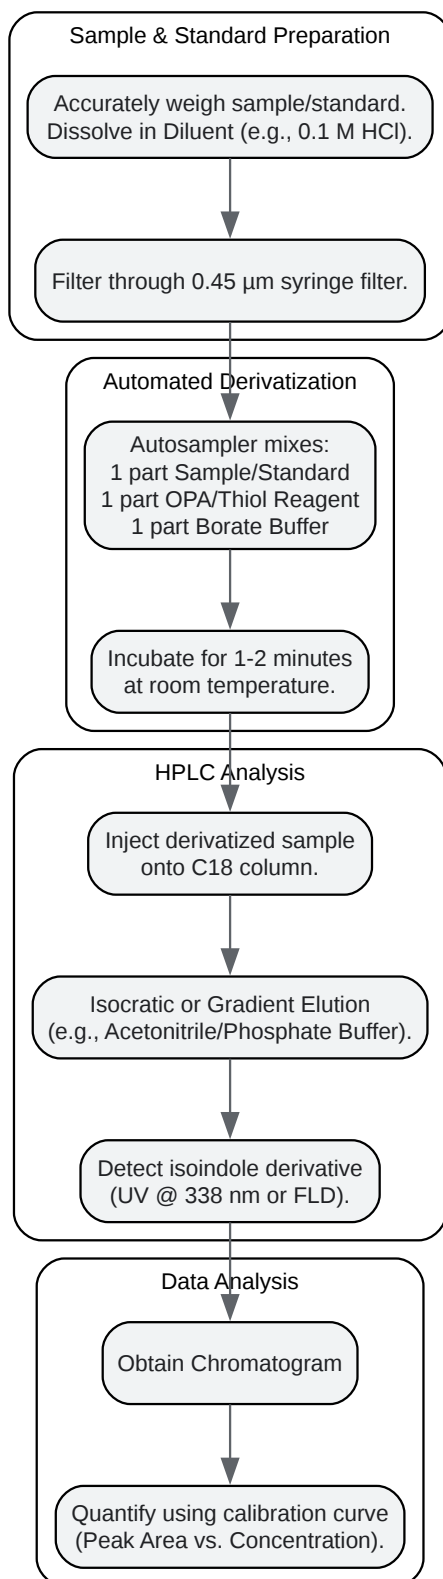 Sample & Standard Preparation
Accurately weigh sample/standard.
Dissolve in Diluent (e.g., 0.1 M HCl).
Filter through 0.45 µm syringe filter.
Automated Derivatization
Autosampler mixes:
1 part Sample/Standard
1 part OPA/Thiol Reagent
1 part Borate Buffer
Incubate for 1-2 minutes
at room temperature.
HPLC Analysis
Inject derivatized sample
onto C18 column.
Isocratic or Gradient Elution
(e.g., Acetonitrile/Phosphate Buffer).
Detect isoindole derivative
(UV @ 338 nm or FLD).
Data Analysis
Obtain Chromatogram
Quantify using calibration curve
(Peak Area vs. Concentration).